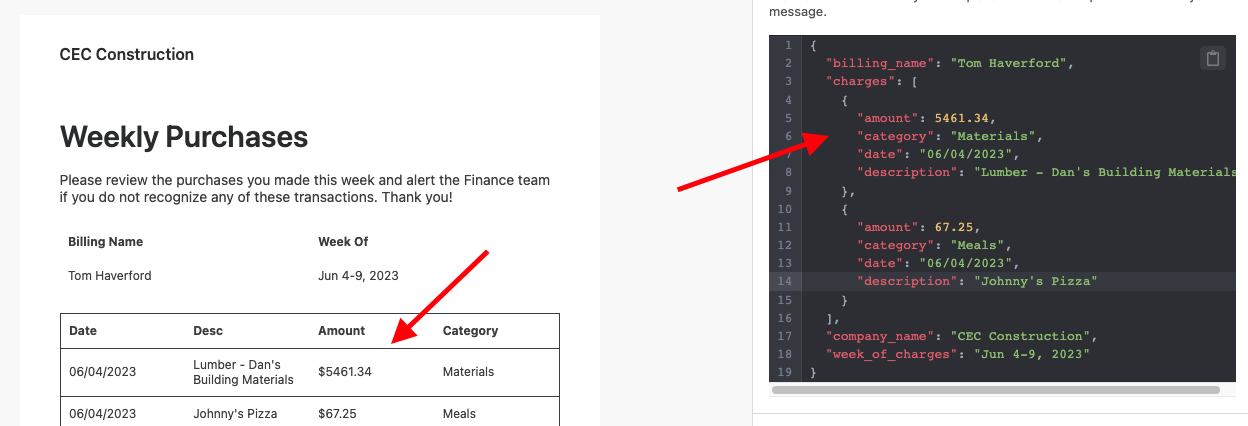 CEC Construction
Weekly Purchases
Please review the purchases you made this week and alert the Finance team
if you do not recognize any of these transactions. Thank you!
Billing Name Week Of
Tom Haverford Jun 4-9, 2023
Date Desc Amount Category
06/04/2023 Lumber - Dan's Building Materials $5461.34 Materials
06/04/2023 Johnny's Pizza $67.25 Meals
message.
1 {
2 "billing_name": "Tom Haverford",
3 "charges": [
4 {
5 "amount": 5461.34,
6 "category": "Materials",
7 "date": "06/04/2023",
8 "description": "Lumber - Dan's Building Materials
9 },
10 {
11 "amount": 67.25,
12 "category": "Meals",
13 "date": "06/04/2023",
14 "description": "Johnny's Pizza"
15 }
16 ],
17 "company_name": "CEC Construction",
18 "week_of_charges": "Jun 4-9, 2023"
19 }